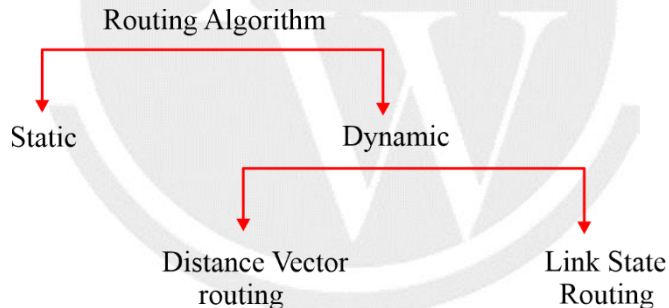 Routing Algorithm
Static
Dynamic
Distance Vector
routing
Link State
Routing